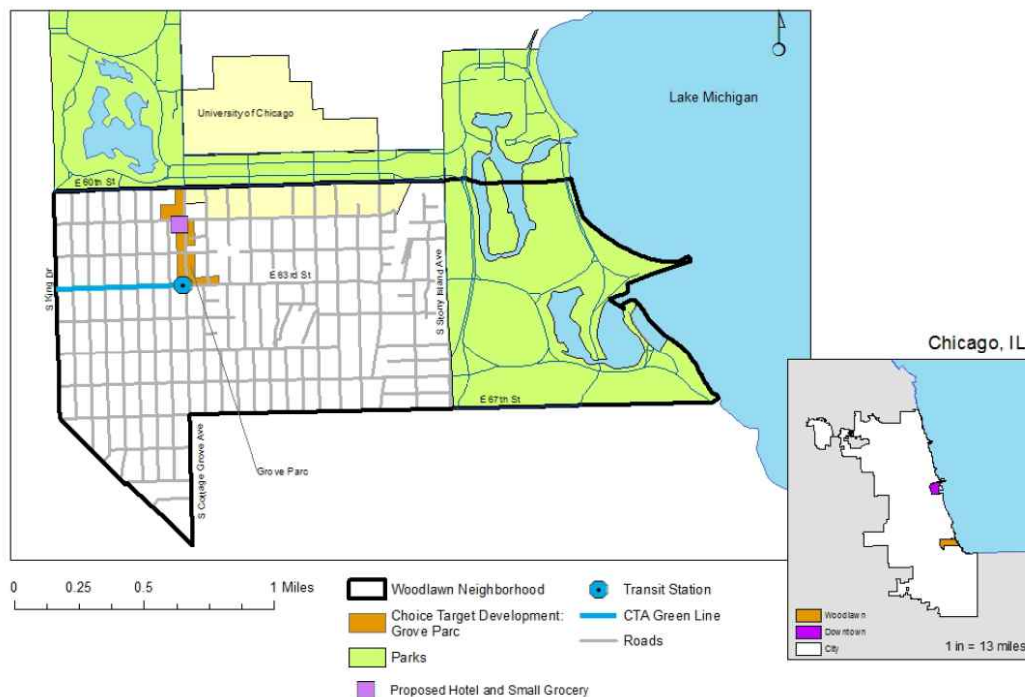 Lake Michigan
University of Chicago
E 60th St
E 63rd St
S King Dr
S Stony Island Ave
E 67th St
S Cottage Grove Ave
Grove Parc
Chicago, IL
Woodlawn
Downtown
City
1 in = 13 miles
0 0.25 0.5 1 Miles
Woodlawn Neighborhood
Choice Target Development:
Grove Parc
Parks
Proposed Hotel and Small Grocery
Transit Station
CTA Green Line
Roads